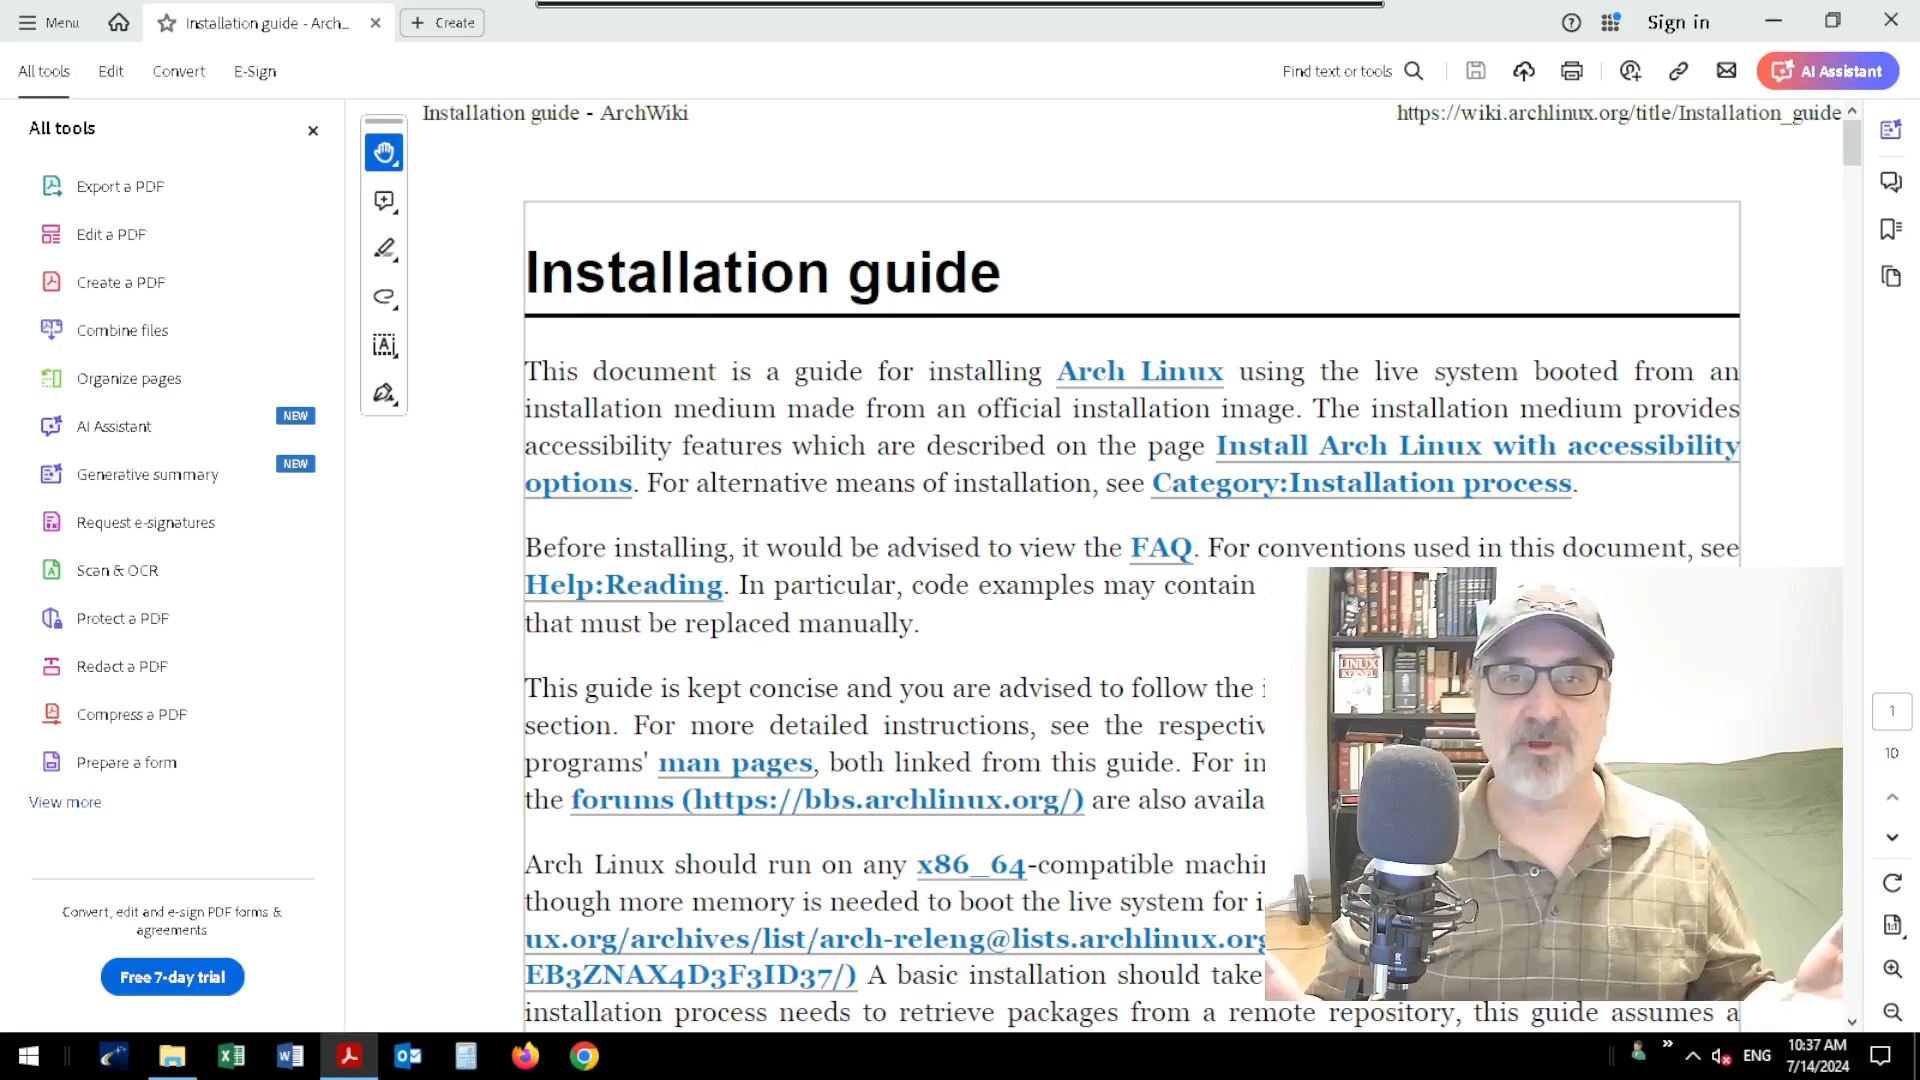 Menu
Installation guide - Arch_
Create
Sign in
All tools
Edit
Convert
E-Sign
Find text or tools
AI Assistant
All tools
Export a PDF
Edit a PDF
Create a PDF
Combine files
Organize pages
AI Assistant
NEW
Generative summary
NEW
Request e-signatures
Scan & OCR
Protect a PDF
Redact a PDF
Compress a PDF
Prepare a form
View more
Convert, edit and e-sign PDF forms &
agreements
Free 7-day trial
Installation guide - ArchWiki
https://wiki.archlinux.org/title/Installation_guide
Installation guide
This document is a guide for installing Arch Linux using the live system booted from an
installation medium made from an official installation image. The installation medium provides
accessibility features which are described on the page Install Arch Linux with accessibility
options. For alternative means of installation, see Category:Installation process.
Before installing, it would be advised to view the FAQ. For conventions used in this document, see
Help:Reading. In particular, code examples may contain
that must be replaced manually.
This guide is kept concise and you are advised to follow the
section. For more detailed instructions, see the
programs' man pages, both linked from this guide. For
the forums (https://bbs.archlinux.org/) are also
Arch Linux should run on any x86_64-compatible
though more memory is needed to boot the live system for
ux.org/archives/list/arch-releng@lists.archlinux.org
EB3ZNAX4D3F3ID37/) A basic installation should take
installation process needs to retrieve packages from a remote repository, this guide assumes a
LINUX
KERNEL
1
10
ENG
10:37 AM
7/14/2024